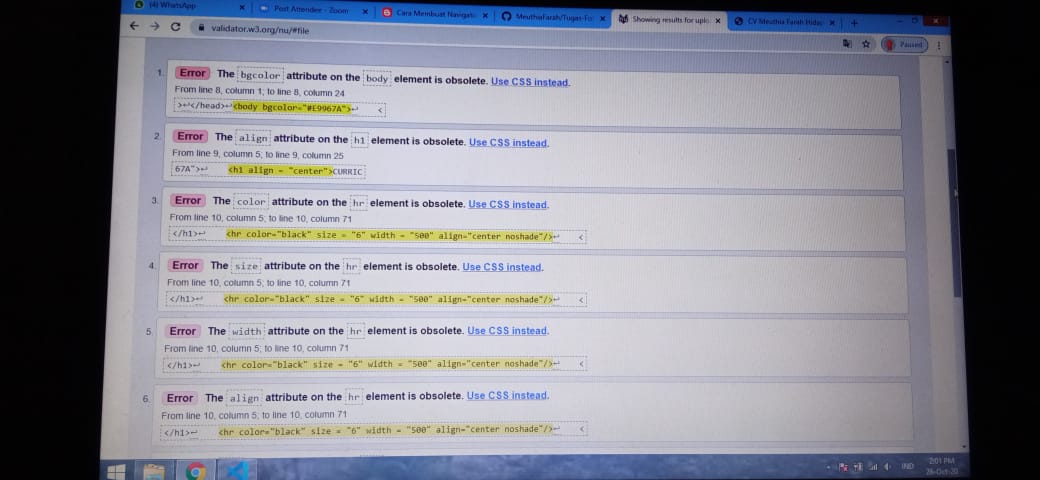 (4) WhatsApp
Post Attendee - Zoom
Cara Membuat Navigat
MeuthiaFarah/Tugas-
Showing results for uplo
CV Meuthia Farah
validator.w3.org/nu/#file
Paused
1. Error The bgcolor attribute on the body element is obsolete. Use CSS instead.
From line 8, column 1; to line 8, column 24
>↩</head>↩<body bgcolor="#E9967A">↩ <
2. Error The align attribute on the h1 element is obsolete. Use CSS instead.
From line 9, column 5; to line 9, column 25
67A">↩ <h1 align = "center">CURRIC
3. Error The color attribute on the hr element is obsolete. Use CSS instead.
From line 10, column 5; to line 10, column 71
</h1>↩ <hr color="black" size = "6" width = "500" align="center noshade"/>↩ <
4. Error The size attribute on the hr element is obsolete. Use CSS instead.
From line 10, column 5; to line 10, column 71
</h1>↩ <hr color="black" size = "6" width = "500" align="center noshade"/>↩ <
5. Error The width attribute on the hr element is obsolete. Use CSS instead.
From line 10, column 5; to line 10, column 71
</h1>↩ <hr color="black" size = "6" width = "500" align="center noshade"/>↩ <
6. Error The align attribute on the hr element is obsolete. Use CSS instead.
From line 10, column 5; to line 10, column 71
</h1>↩ <hr color="black" size = "6" width = "500" align="center noshade"/>↩ <
IND
2:01 PM
26-Oct-20